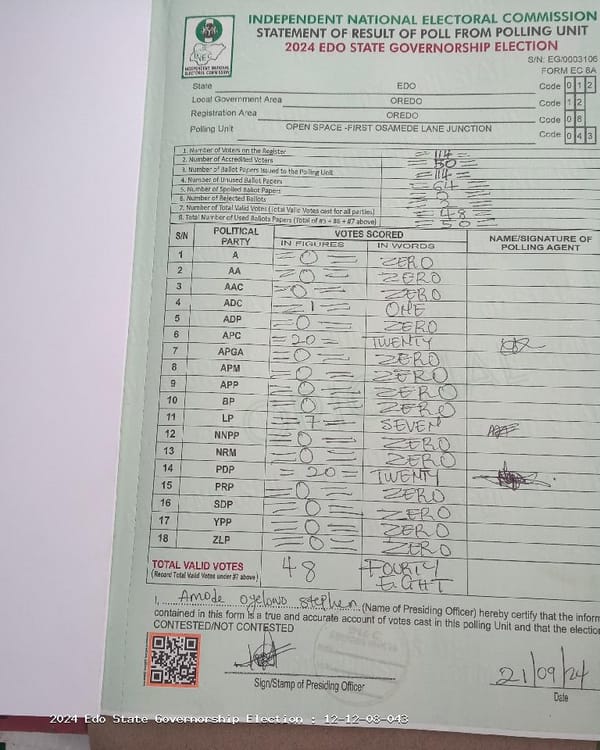 INDEPENDENT NATIONAL ELECTORAL COMMISSION
STATEMENT OF RESULT OF POLL FROM POLLING UNIT
2024 EDO STATE GOVERNORSHIP ELECTION
INEC
INDEPENDENT NATIONAL ELECTORAL COMMISSION
S/N: EG/0003106
FORM EC 8A
State EDO Code 0 1 2
Local Government Area OREDO Code 1 2
Registration Area OREDO Code 0 8
Polling Unit OPEN SPACE -FIRST OSAMEDE LANE JUNCTION Code 0 4 3
1. Number of Voters on the Register = 114 =
2. Number of Accredited Voters = 50 =
3. Number of Ballot Papers Issued to the Polling Unit = 114 =
4. Number of Unused Ballot Papers = 64 =
5. Number of Spoiled Ballot Papers
6. Number of Rejected Ballots
7. Number of Total Valid Votes (Total Valid Votes cast for all parties) = 48 =
8. Total Number of Used Ballots Papers (Total of #5 + #6 + #7 above) = 50 =
S/N POLITICAL PARTY VOTES SCORED NAME/SIGNATURE OF POLLING AGENT
IN FIGURES IN WORDS
1 A = 0 = ZERO
2 AA = 0 = ZERO
3 AAC = 0 = ZERO
4 ADC = 1 = ONE
5 ADP = 0 = ZERO
6 APC = 20 = TWENTY
7 APGA = 0 = ZERO
8 APM = 0 = ZERO
9 APP = 0 = ZERO
10 BP = 0 = ZERO
11 LP = 7 = SEVEN
12 NNPP = 0 = ZERO
13 NRM = 0 = ZERO
14 PDP = 20 = TWENTY
15 PRP = 0 = ZERO
16 SDP = 0 = ZERO
17 YPP = 0 = ZERO
18 ZLP = 0 = ZERO
TOTAL VALID VOTES 48 FOURTY EIGHT
(Record Total Valid Votes under #7 above)
I, Amode Oyelowo Stephen (Name of Presiding Officer) hereby certify that the inform
contained in this form is a true and accurate account of votes cast in this polling Unit and that the electio
CONTESTED/NOT CONTESTED
21/09/24
Sign/Stamp of Presiding Officer
Date
2024 Edo State Governorship Election : 12-12-08-043